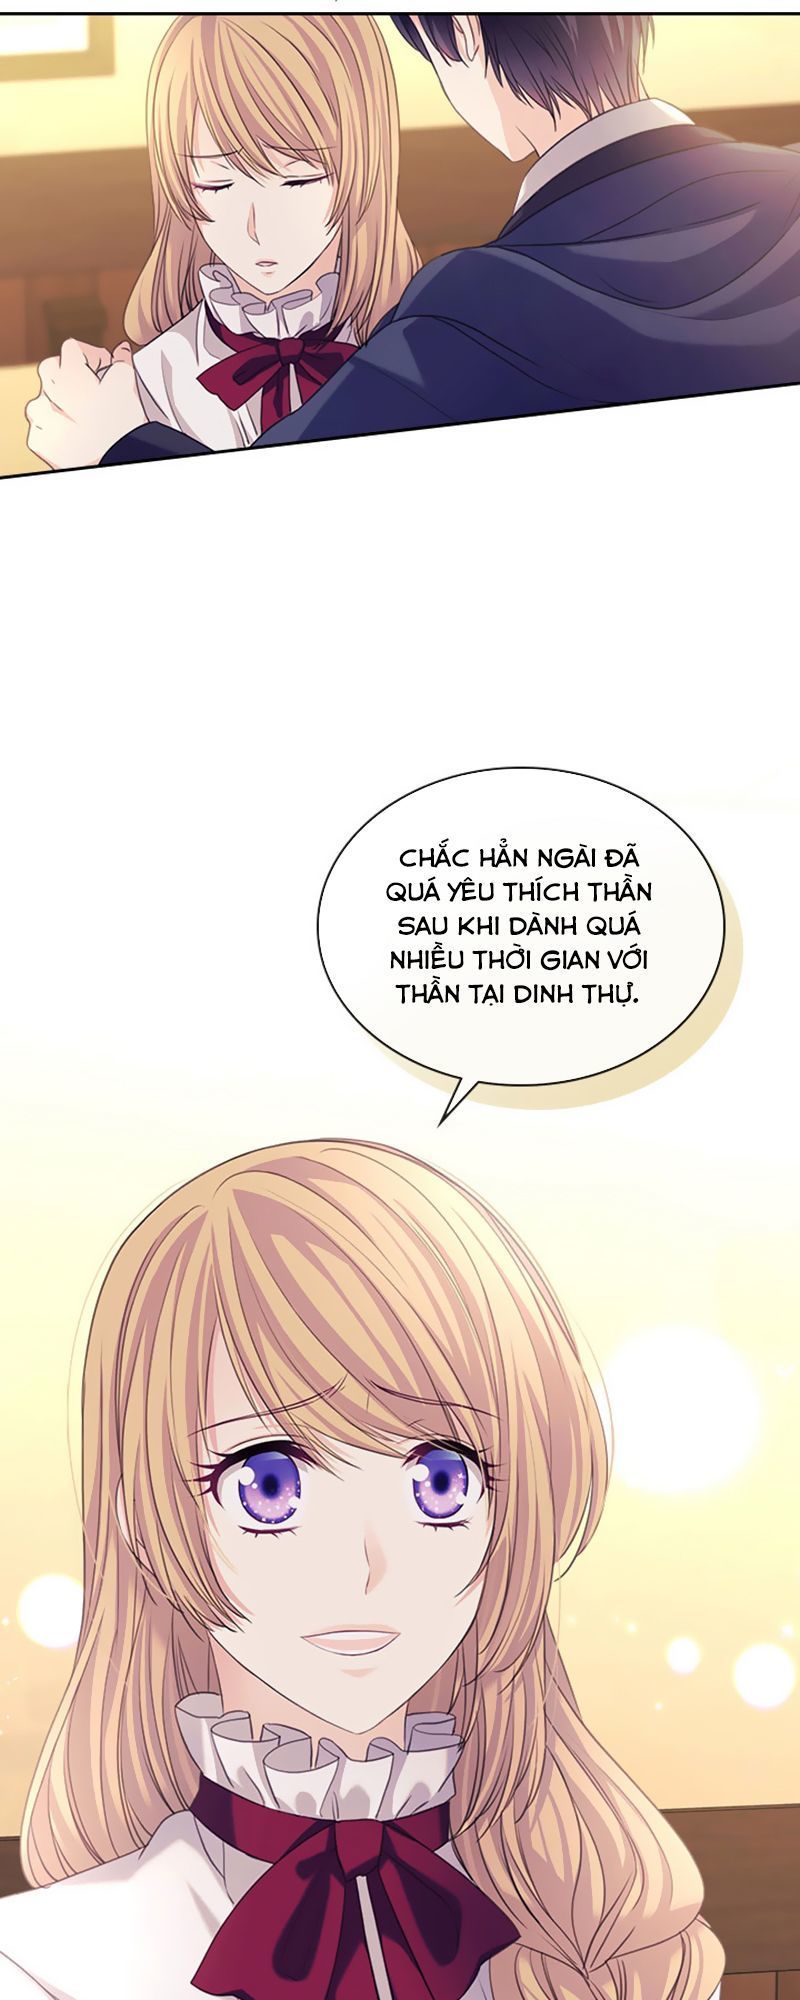 CHẮC HẲN NGÀI ĐÃ
QUÁ YÊU THÍCH THẦN
SAU KHI DÀNH QUÁ
NHIỀU THỜI GIAN VỚI
THẦN TẠI DINH THỰ.